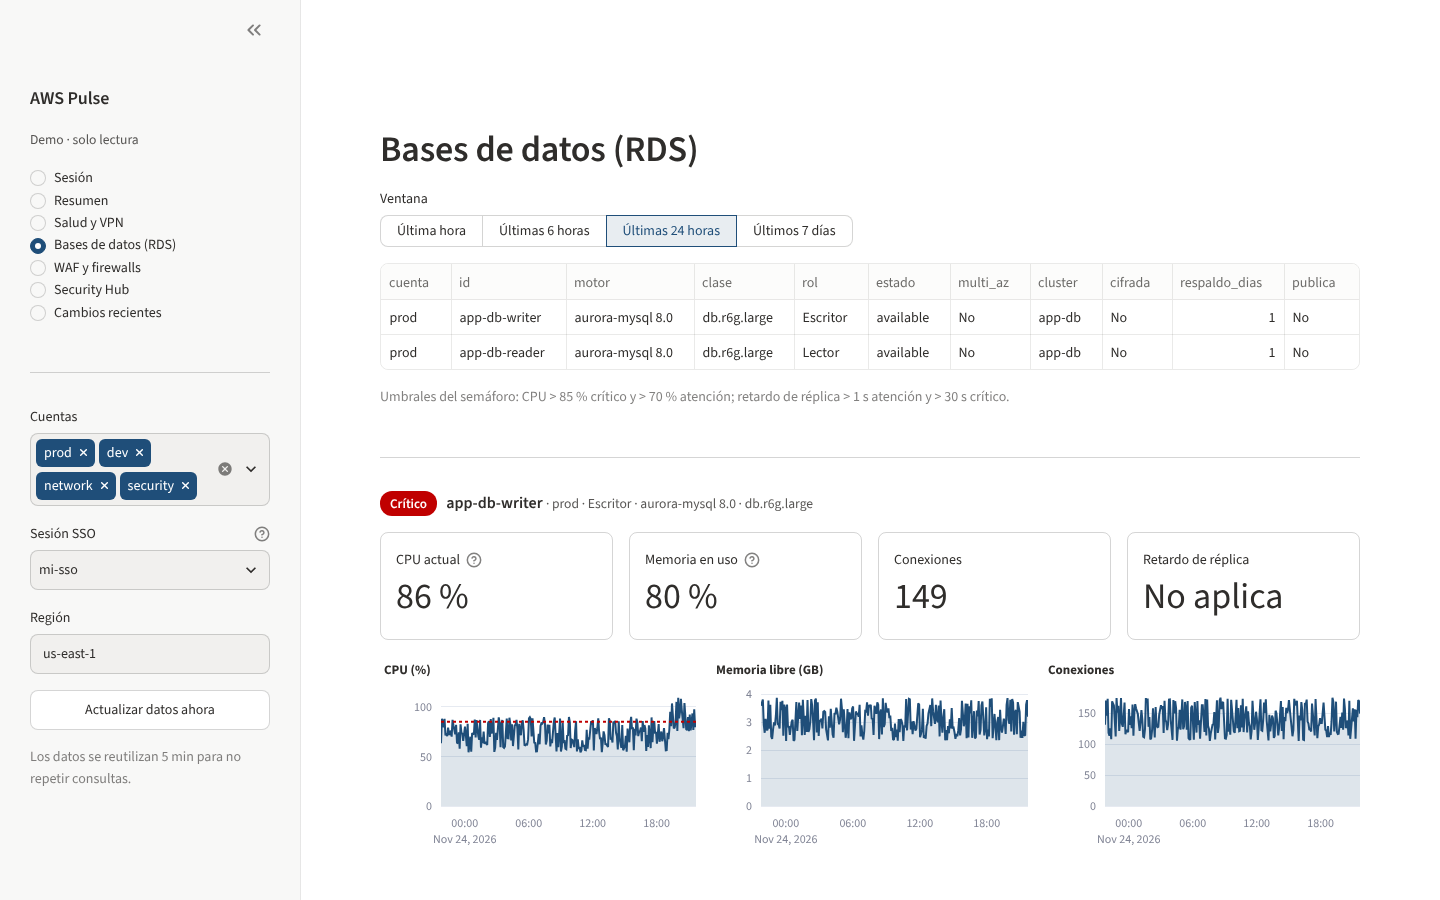 AWS Pulse
Demo · solo lectura
Sesión
Resumen
Salud y VPN
Bases de datos (RDS)
WAF y firewalls
Security Hub
Cambios recientes
Cuentas
prod × dev ×
network × security ×
Sesión SSO
mi-sso
Región
us-east-1
Actualizar datos ahora
Los datos se reutilizan 5 min para no
repetir consultas.
Bases de datos (RDS)
Ventana
Última hora Últimas 6 horas Últimas 24 horas Últimos 7 días
cuenta id motor clase rol estado multi_az cluster cifrada respaldo_dias publica
prod app-db-writer aurora-mysql 8.0 db.r6g.large Escritor available No app-db No 1 No
prod app-db-reader aurora-mysql 8.0 db.r6g.large Lector available No app-db No 1 No
Umbrales del semáforo: CPU > 85 % crítico y > 70 % atención; retardo de réplica > 1 s atención y > 30 s crítico.
Crítico app-db-writer · prod · Escritor · aurora-mysql 8.0 · db.r6g.large
CPU actual
86 %
Memoria en uso
80 %
Conexiones
149
Retardo de réplica
No aplica
CPU (%)
100
50
0
00:00 06:00 12:00 18:00
Nov 24, 2026
Memoria libre (GB)
4
3
2
1
0
00:00 06:00 12:00 18:00
Nov 24, 2026
Conexiones
150
100
50
0
00:00 06:00 12:00 18:00
Nov 24, 2026